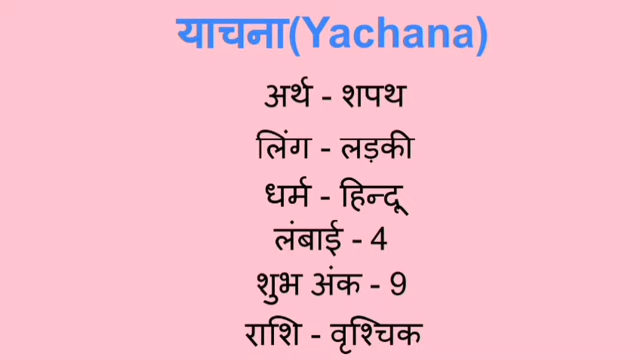 याचना(Yachana)
अर्थ - शपथ
लिंग - लड़की
धर्म - हिन्दू
लंबाई - 4
शुभ अंक - 9
राशि - वृश्चिक